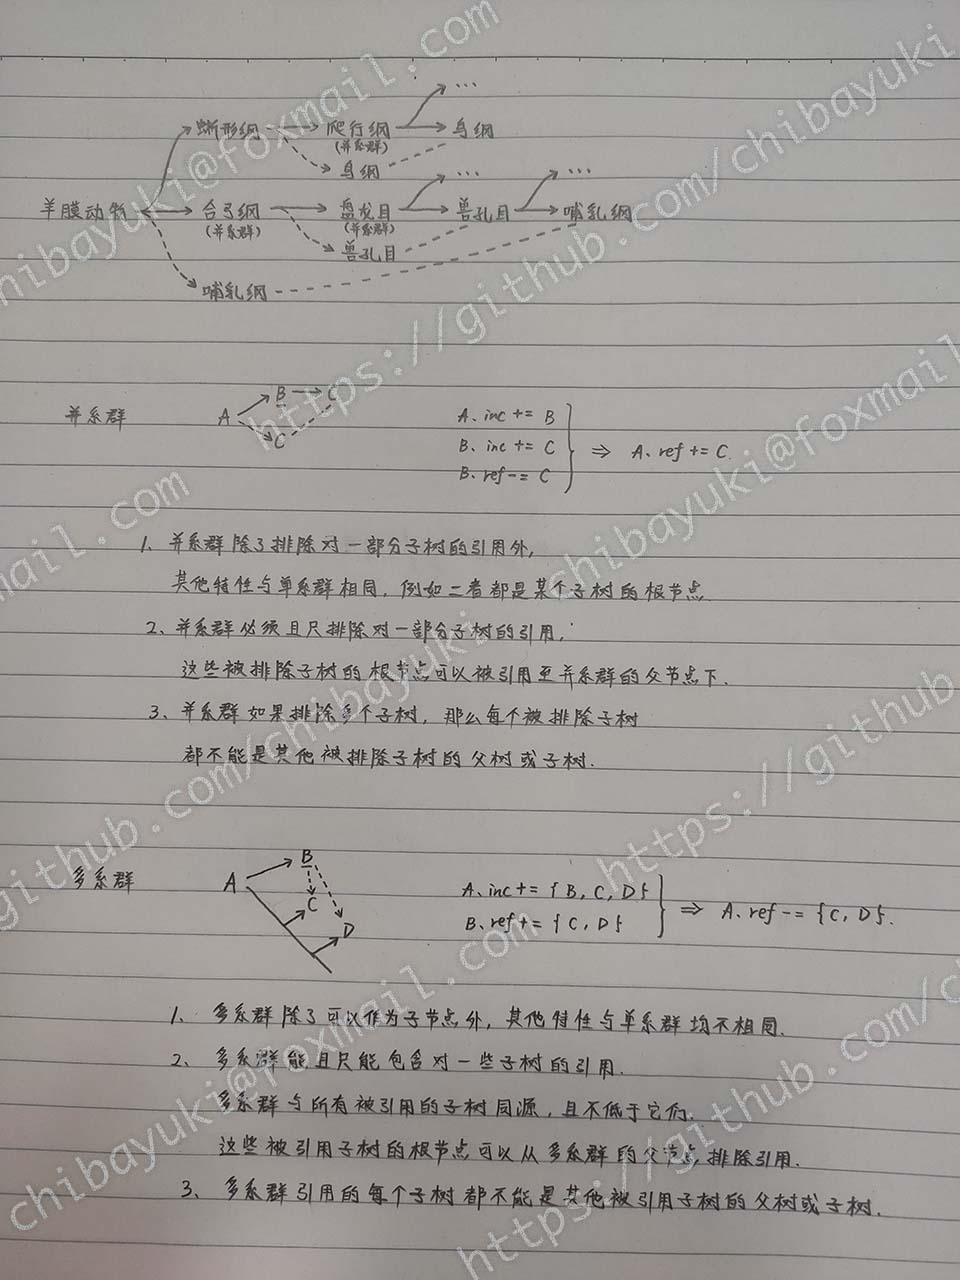 ...
蜥形纲 爬行纲 鸟纲
(并系群)
鸟纲
...
...
羊膜动物 合弓纲 盘龙目 兽孔目 哺乳纲
(并系群) (并系群)
兽孔目
哺乳纲
并系群 A B C C
A.inc += B
B.inc += C
B.ref -= C
⇒ A.ref += C.
1、并系群除了排除对一部分子树的引用外，
其他特性与单系群相同，例如二者都是某个子树的根节点
2、并系群必须且只排除对一部分子树的引用，
这些被排除子树的根节点可以被引用至并系群的父节点下.
3、并系群如果排除多个子树，那么每个被排除子树
都不能是其他被排除子树的父树或子树.
多系群 A B C D
A.inc += {B, C, D}
B.ref += {C, D}
⇒ A.ref -= {C, D}.
1、多系群除了可以作为子节点外，其他特性与单系群均不相同.
2、多系群能且只能包含对一些子树的引用.
多系群与所有被引用的子树同源，且不低于它们.
这些被引用子树的根节点可以从多系群的父节点排除引用.
3、多系群引用的每个子树都不能是其他被引用子树的父树或子树.
chibayuki@foxmail.com
https://github.com/chibayuki